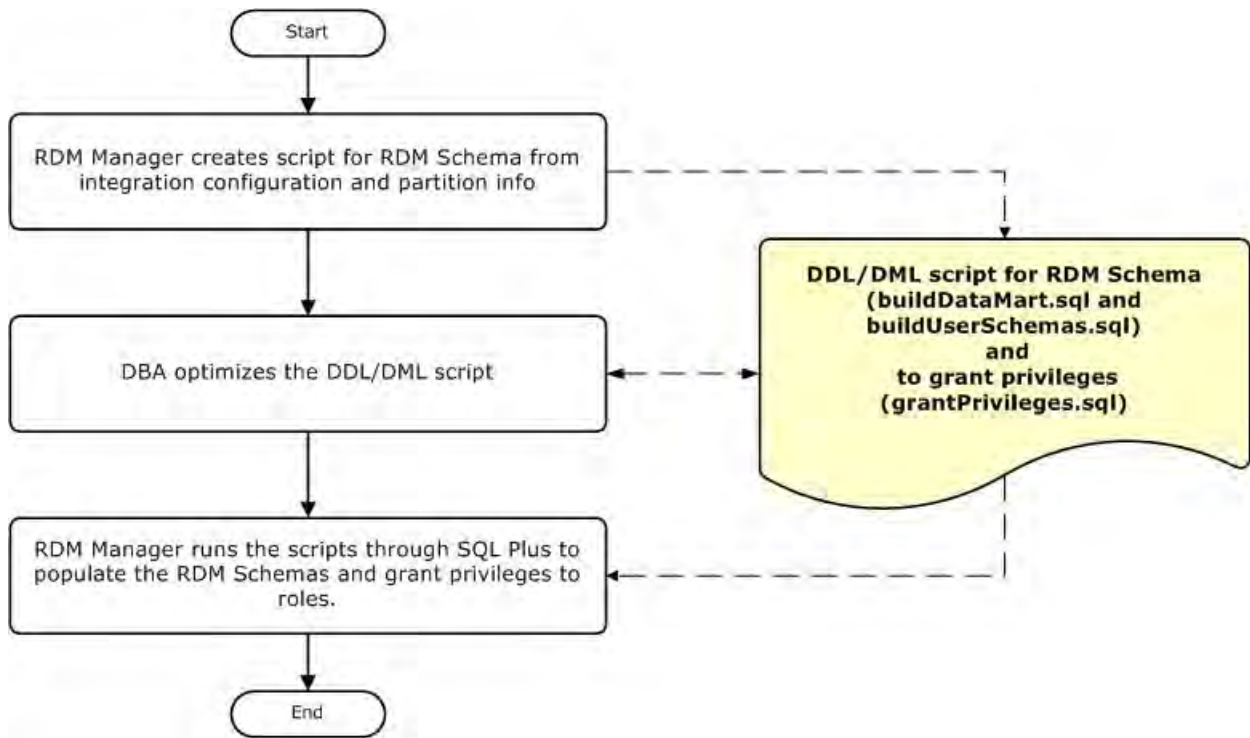 Start
RDM Manager creates script for RDM Schema from
integration configuration and partition info
DDL/DML script for RDM Schema
(buildDataMart.sql and
buildUserSchemas.sql)
and
to grant privileges
(grantPrivileges.sql)
DBA optimizes the DDL/DML script
RDM Manager runs the scripts through SQL Plus to
populate the RDM Schemas and grant privileges to
roles.
End